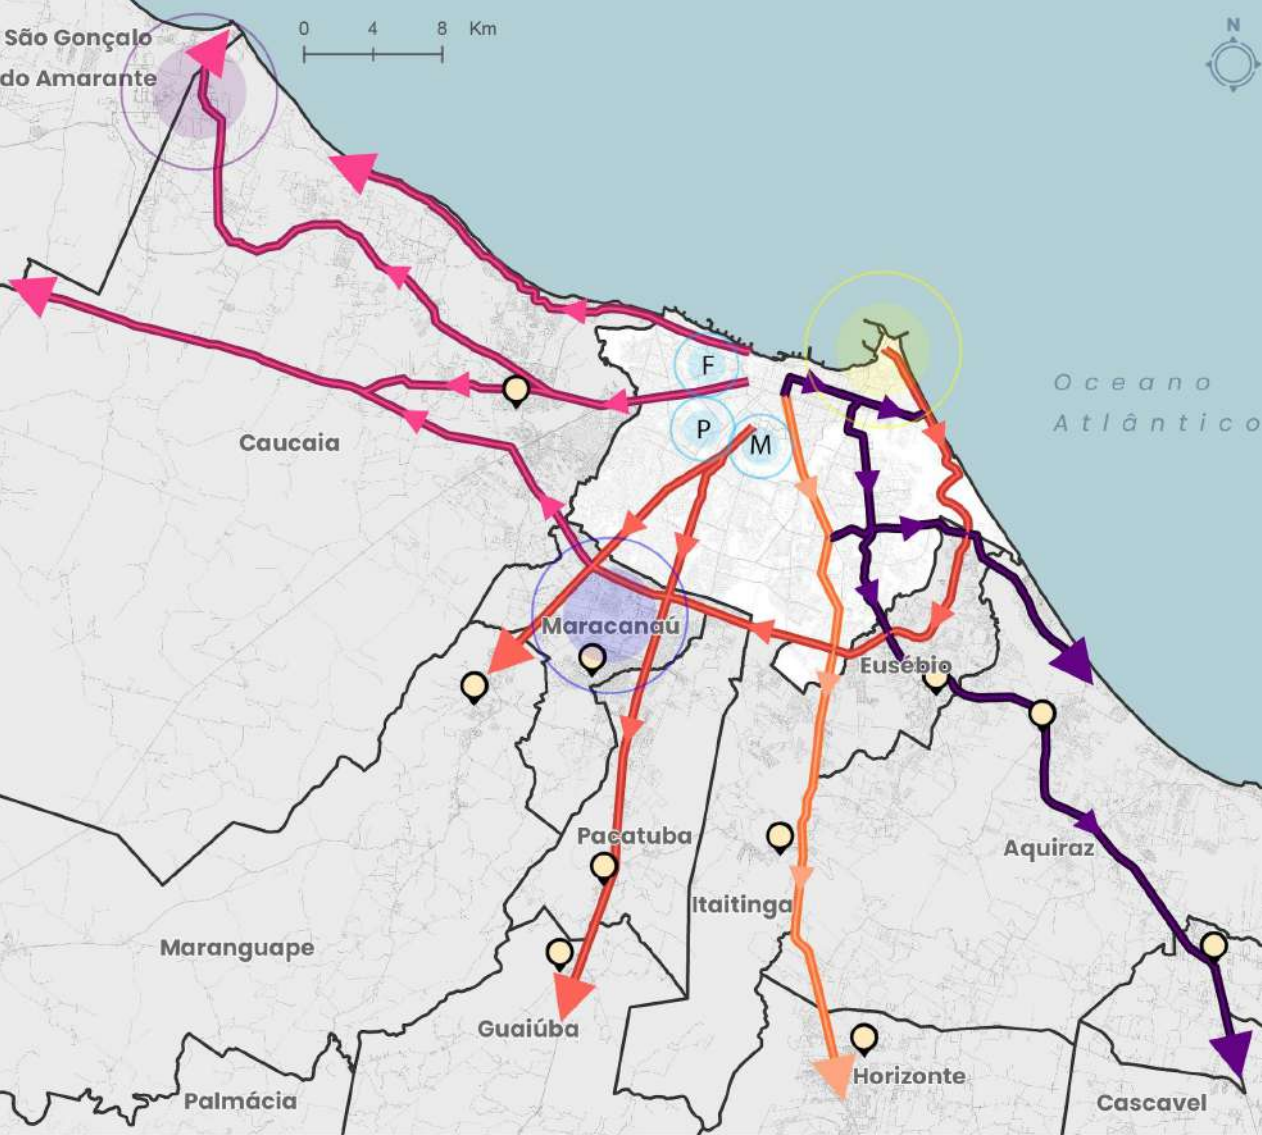 São Gonçalo
do Amarante
0 4 8 Km
N
Oceano
Atlântico
F
P
M
Caucaia
Maracanaú
Eusébio
Pacatuba
Aquiraz
Itaitinga
Maranguape
Guaiúba
Horizonte
Palmácia
Cascavel